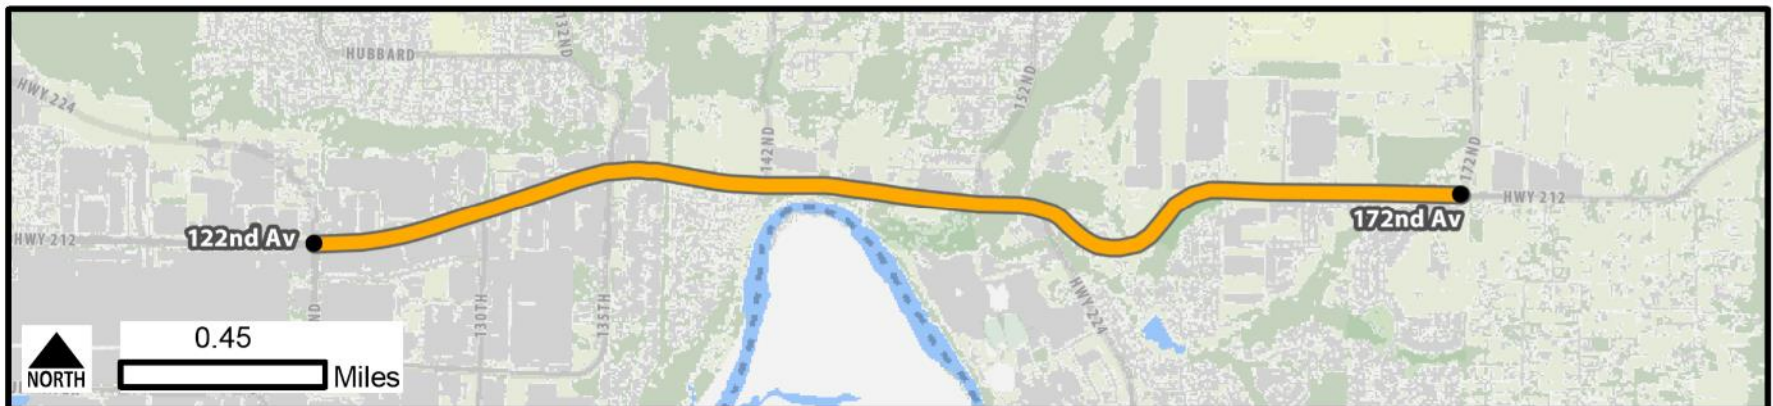 HUBBARD
132ND
152ND
HWY 224
142ND
172ND
122nd Av
172nd Av
HWY 212
HWY 212
ND
130TH
135TH
HWY 224
0.45
Miles
NORTH